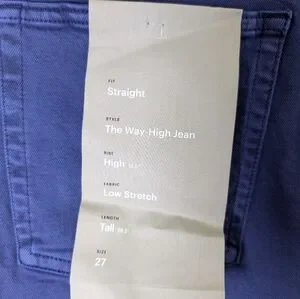 FIT
Straight
STYLE
The Way-High Jean
RISE
High
FABRIC
Low Stretch
LENGTH
Tall
SIZE
27